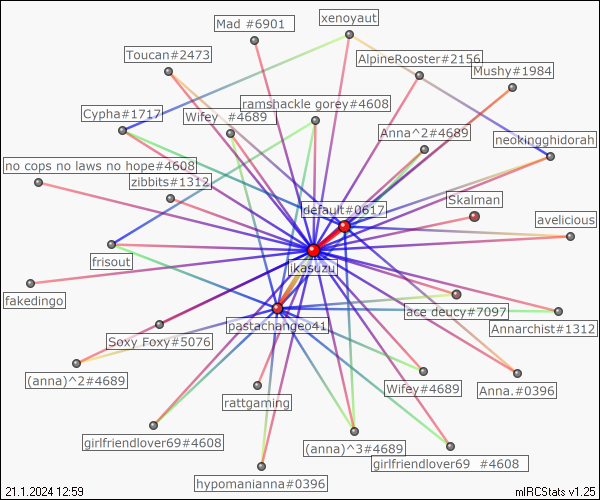 xenoyaut
Mad #6901
Toucan#2473
AlpineRooster#2156
Mushy#1984
ramshackle gorey#4608
Cypha#1717
Wifey #4689
Anna^2#4689
neokingghidorah
no cops no laws no hope#4608
zibbits#1312
Skalman
default#0617
avelicious
frisout
jkasuzu
fakedingo
ace deucy#7097
pastachangeo41
Annarchist#1312
Soxy Foxy#5076
(anna)^2#4689
Wifey#4689
Anna.#0396
rattgaming
girlfriendlover69#4608
(anna)^3#4689
girlfriendlover69 #4608
hypomanianna#0396
21.1.2024 12:59
mIRCStats v1.25